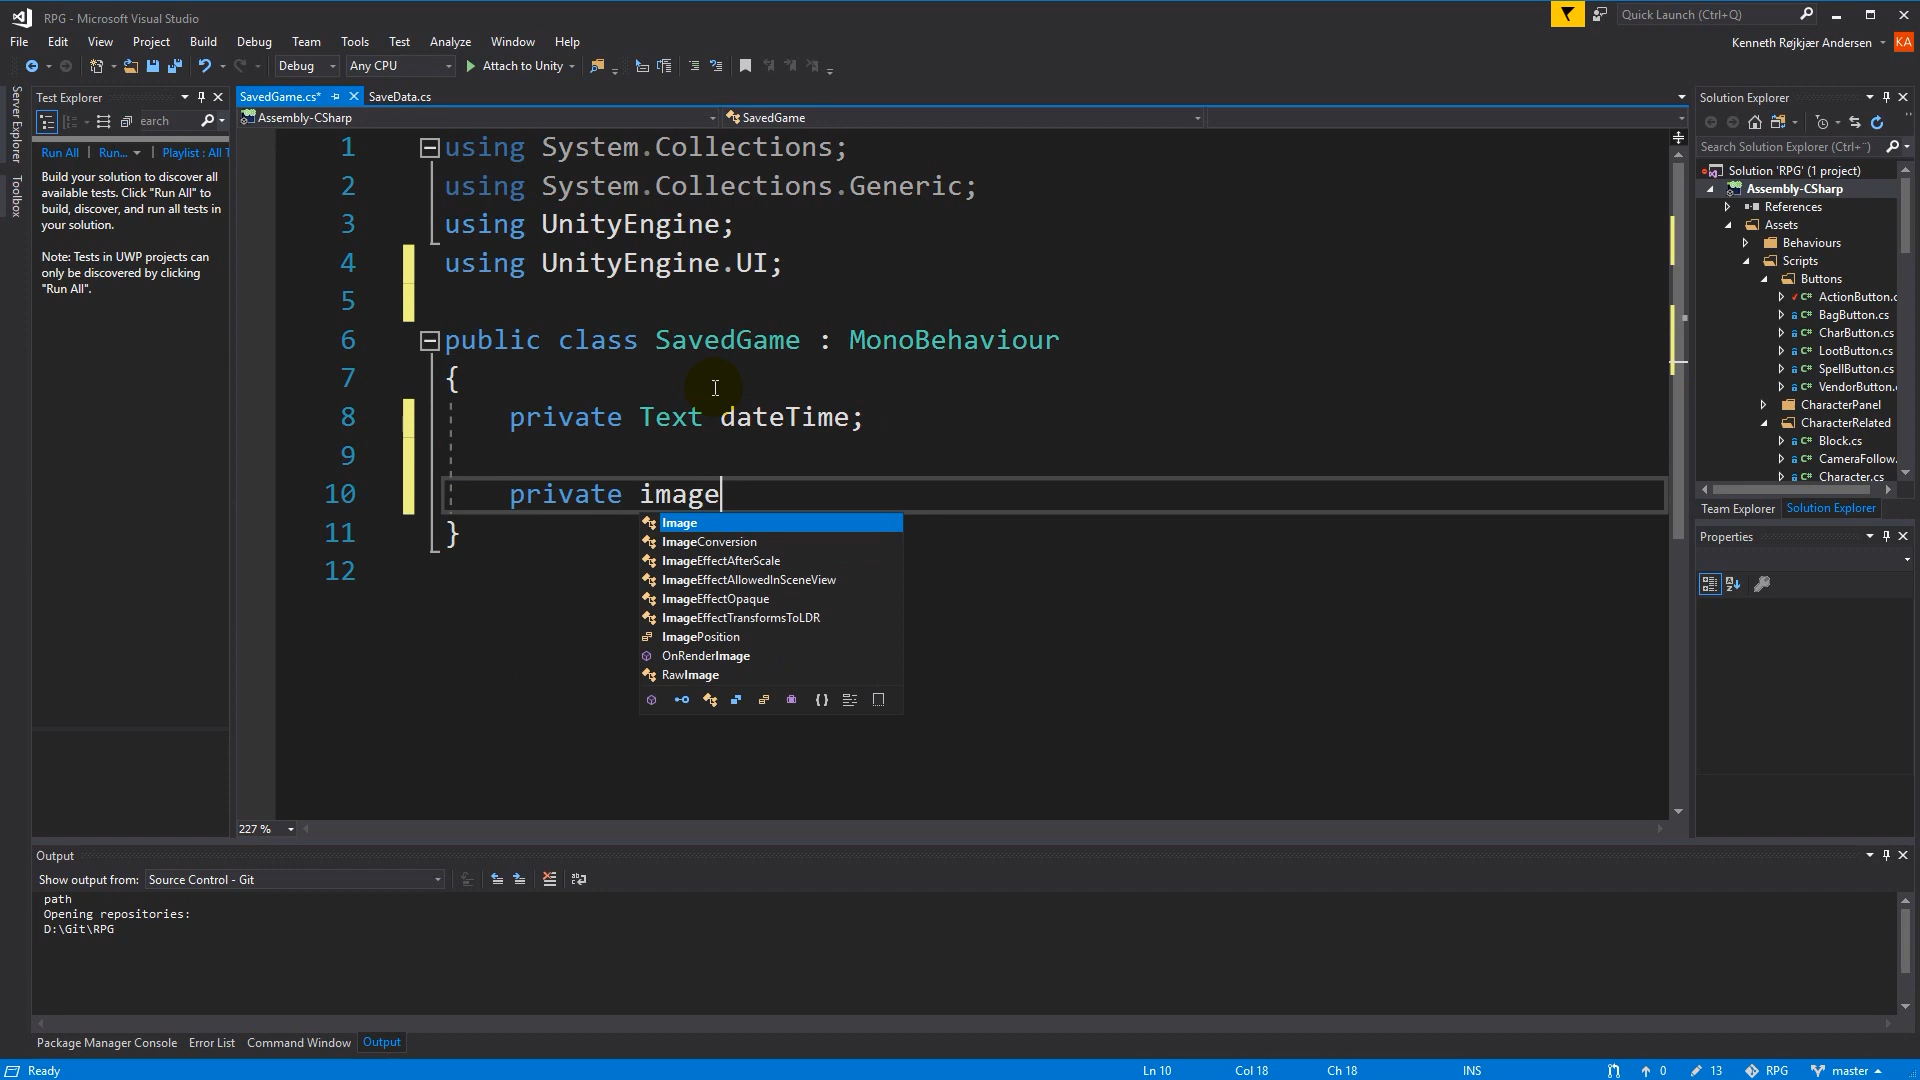 RPG - Microsoft Visual Studio
Quick Launch (Ctrl+Q)
File Edit View Project Build Debug Team Tools Test Analyze Window Help
Kenneth Røjkjær Andersen KA
Debug Any CPU Attach to Unity
Server Explorer
Toolbox
Test Explorer
earch
Run All Run... Playlist : All T
Build your solution to discover all
available tests. Click "Run All" to
build, discover, and run all tests in
your solution.
Note: Tests in UWP projects can
only be discovered by clicking
"Run All".
SavedGame.cs* SaveData.cs
Assembly-CSharp SavedGame
1 using System.Collections;
2 using System.Collections.Generic;
3 using UnityEngine;
4 using UnityEngine.UI;
5
6 public class SavedGame : MonoBehaviour
7 {
8 private Text dateTime;
9
10 private image
11 }
12
Image
ImageConversion
ImageEffectAfterScale
ImageEffectAllowedInSceneView
ImageEffectOpaque
ImageEffectTransformsToLDR
ImagePosition
OnRenderImage
RawImage
227 %
Solution Explorer
Search Solution Explorer (Ctrl+¨)
Solution 'RPG' (1 project)
Assembly-CSharp
References
Assets
Behaviours
Scripts
Buttons
C# ActionButton.c
C# BagButton.cs
C# CharButton.cs
C# LootButton.cs
C# SpellButton.cs
C# VendorButton.
CharacterPanel
CharacterRelated
C# Block.cs
C# CameraFollow.
C# Character.cs
Team Explorer Solution Explorer
Properties
Output
Show output from: Source Control - Git
path
Opening repositories:
D:\Git\RPG
Package Manager Console Error List Command Window Output
Ready Ln 10 Col 18 Ch 18 INS 0 13 RPG master